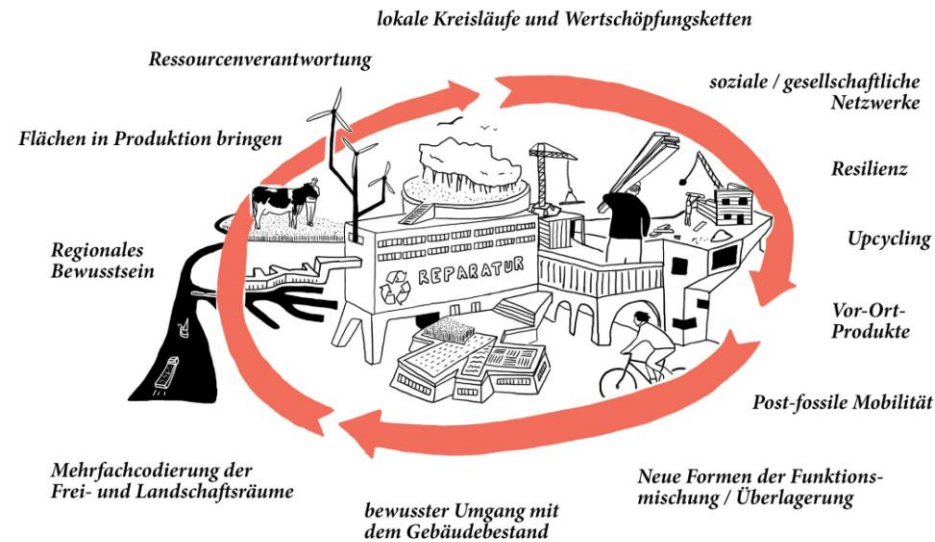 lokale Kreisläufe und Wertschöpfungsketten
Ressourcenverantwortung
soziale / gesellschaftliche
Netzwerke
Flächen in Produktion bringen
Resilienz
Regionales
Bewusstsein
Upcycling
REPARATUR
Vor-Ort-
Produkte
Post-fossile Mobilität
Mehrfachcodierung der
Frei- und Landschaftsräume
Neue Formen der Funktions-
mischung / Überlagerung
bewusster Umgang mit
dem Gebäudebestand